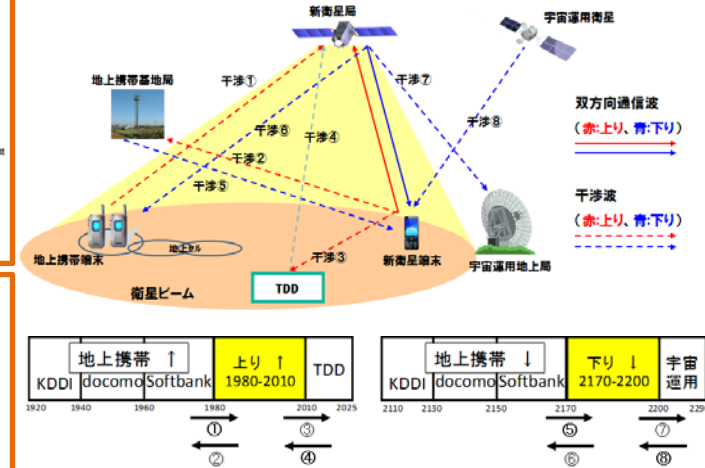 新衛星局
宇宙運用衛星
地上携帯基地局
干渉①
干渉⑦
干渉⑧
干渉⑥
干渉④
干渉②
干渉⑤
双方向通信波
(赤:上り、青:下り)
干渉波
(赤:上り、青:下り)
間
地上携帯端末
地上セル
干渉③
新衛星端末
宇宙運用地上局
衛星ビーム
TDD
地上携帯 ↑
KDDI docomo Softbank
上り ↑
1980-2010
TDD
1920 1940 1960 1980 2010 2025
① ③
② ④
地上携帯 ↓
KDDI docomo Softbank
下り ↓
2170-2200
宇宙
運用
2110 2130 2150 2170 2200 229
⑤ ⑦
⑥ ⑧